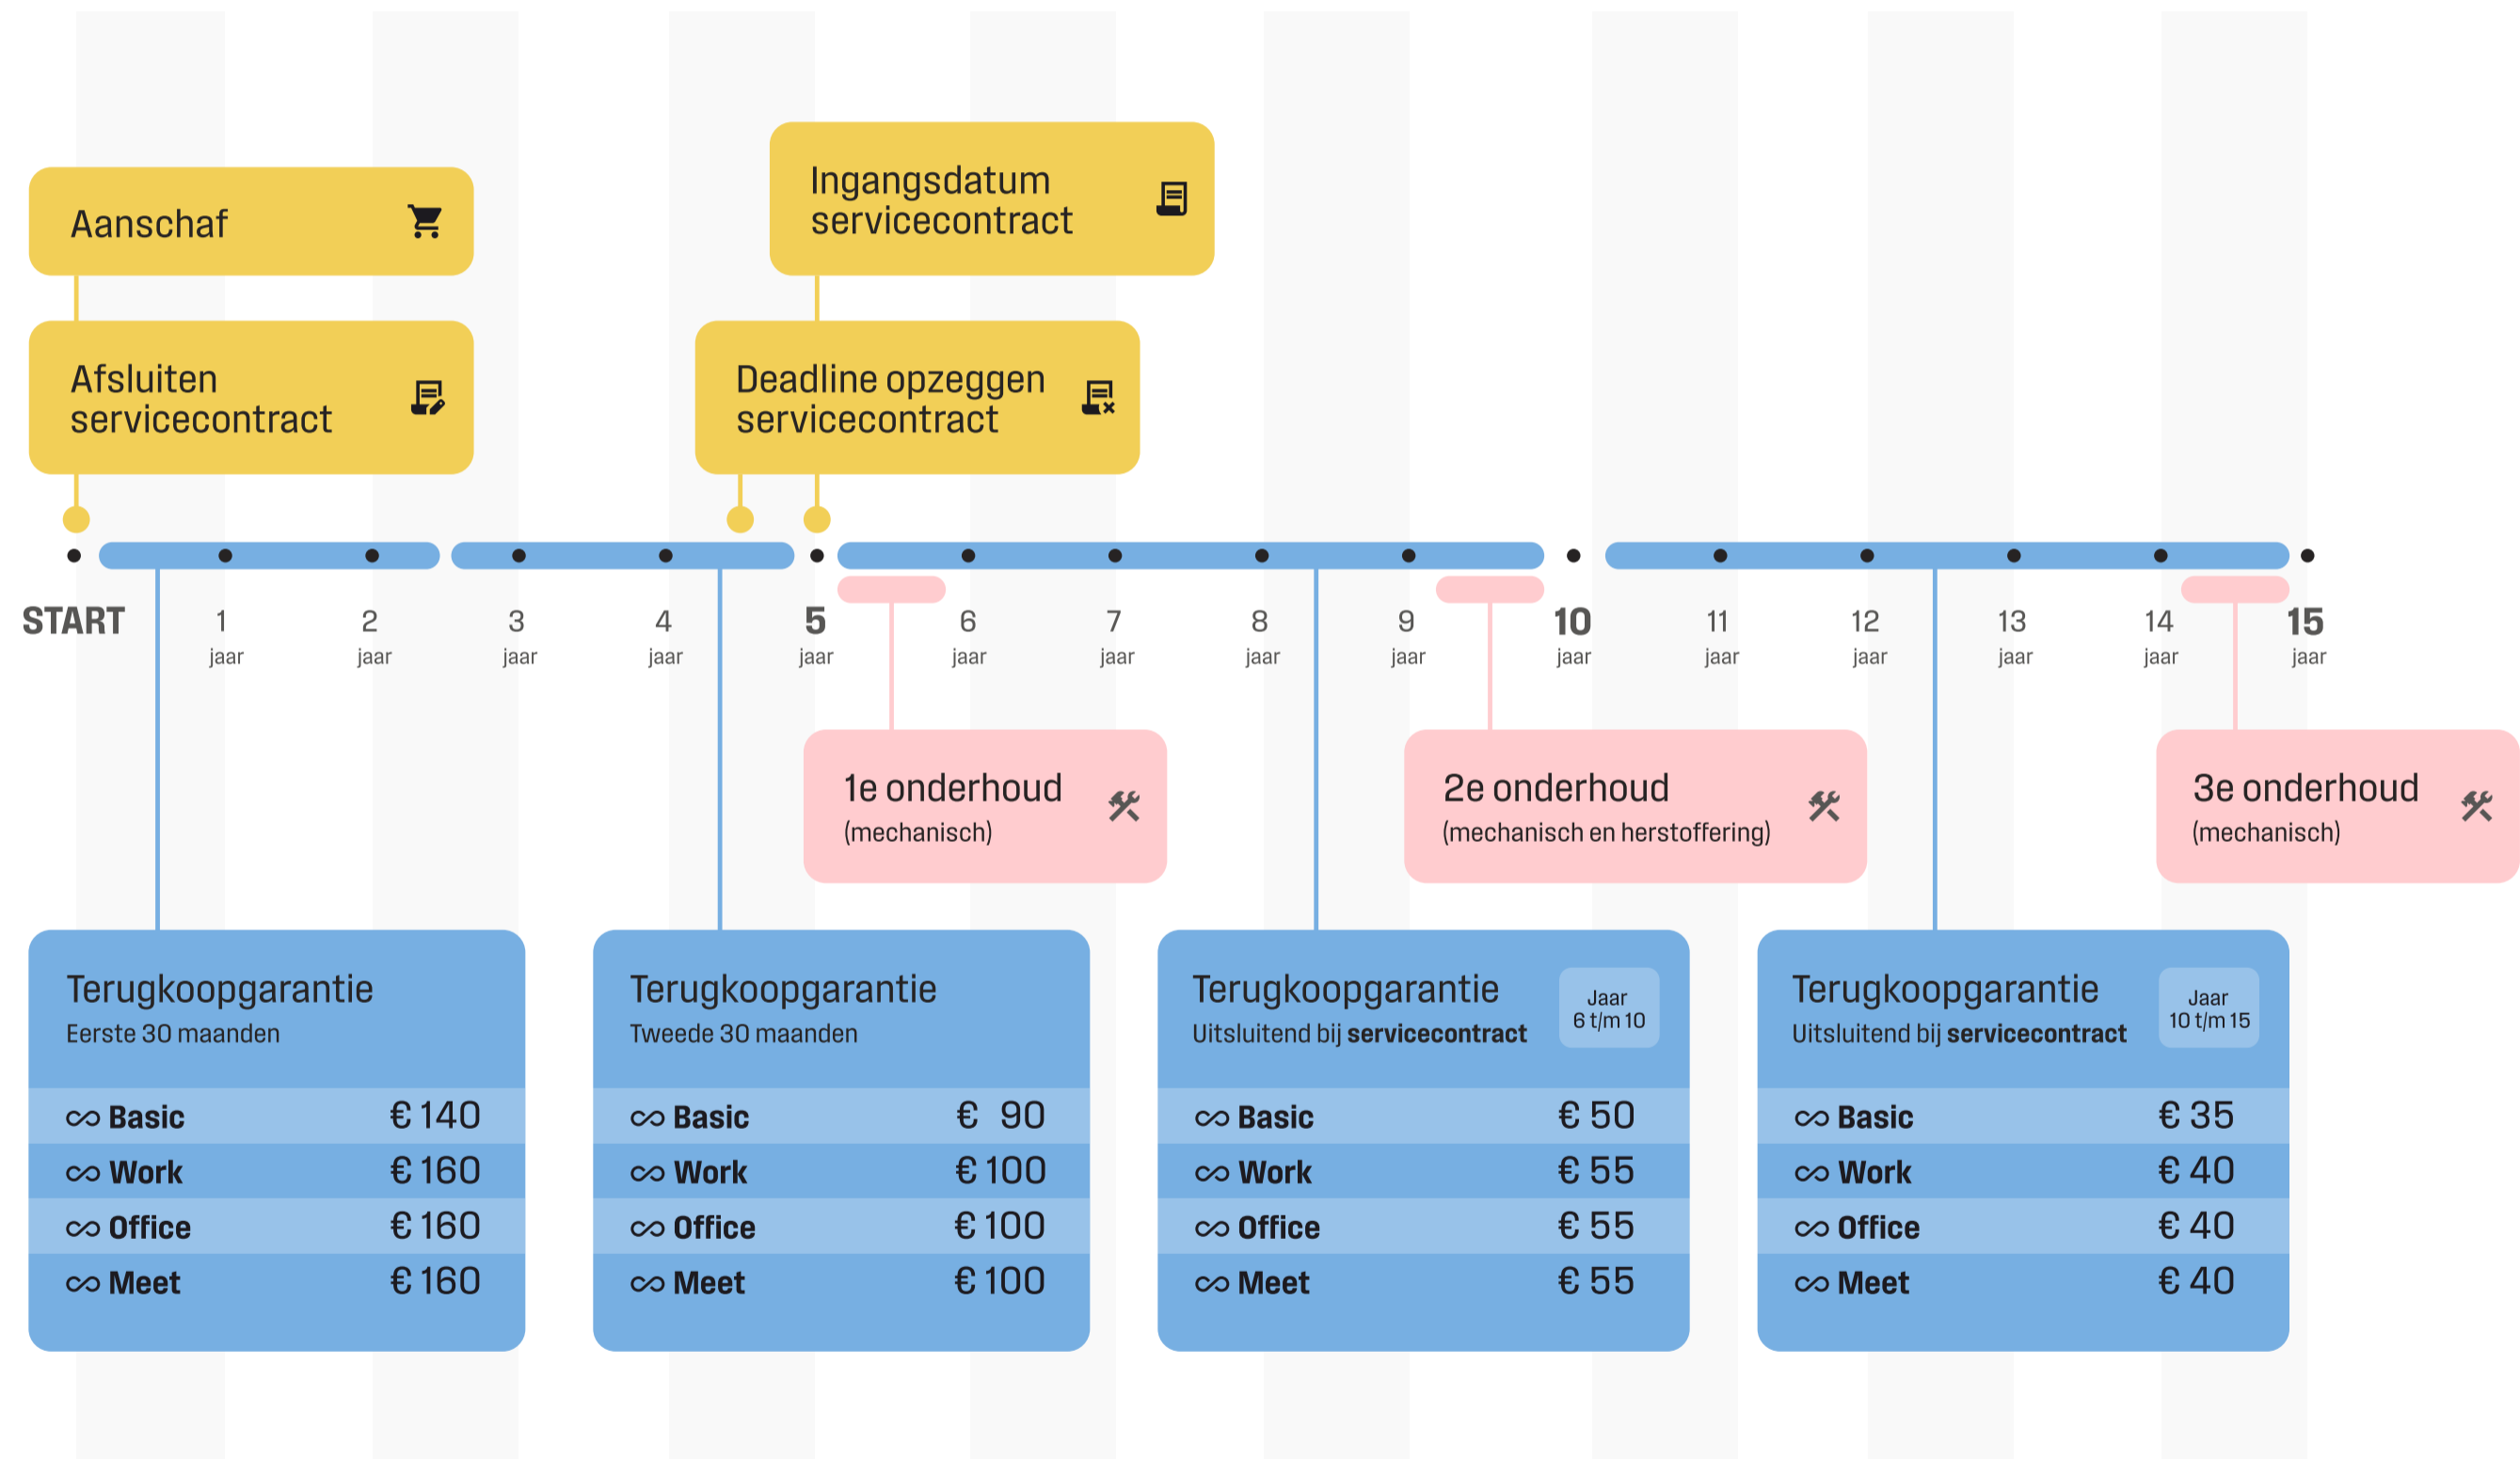 Aanschaf
Afsluiten
servicecontract
Ingangsdatum
servicecontract
Deadline opzeggen
servicecontract
START
1
jaar
2
jaar
3
jaar
4
jaar
5
jaar
6
jaar
7
jaar
8
jaar
9
jaar
10
jaar
11
jaar
12
jaar
13
jaar
14
jaar
15
jaar
1e onderhoud
(mechanisch)
2e onderhoud
(mechanisch en herstoffering)
3e onderhoud
(mechanisch)
Terugkoopgarantie
Eerste 30 maanden
∞ Basic € 140
∞ Work € 160
∞ Office € 160
∞ Meet € 160
Terugkoopgarantie
Tweede 30 maanden
∞ Basic € 90
∞ Work € 100
∞ Office € 100
∞ Meet € 100
Terugkoopgarantie
Uitsluitend bij servicecontract
Jaar
6 t/m 10
∞ Basic € 50
∞ Work € 55
∞ Office € 55
∞ Meet € 55
Terugkoopgarantie
Uitsluitend bij servicecontract
Jaar
10 t/m 15
∞ Basic € 35
∞ Work € 40
∞ Office € 40
∞ Meet € 40